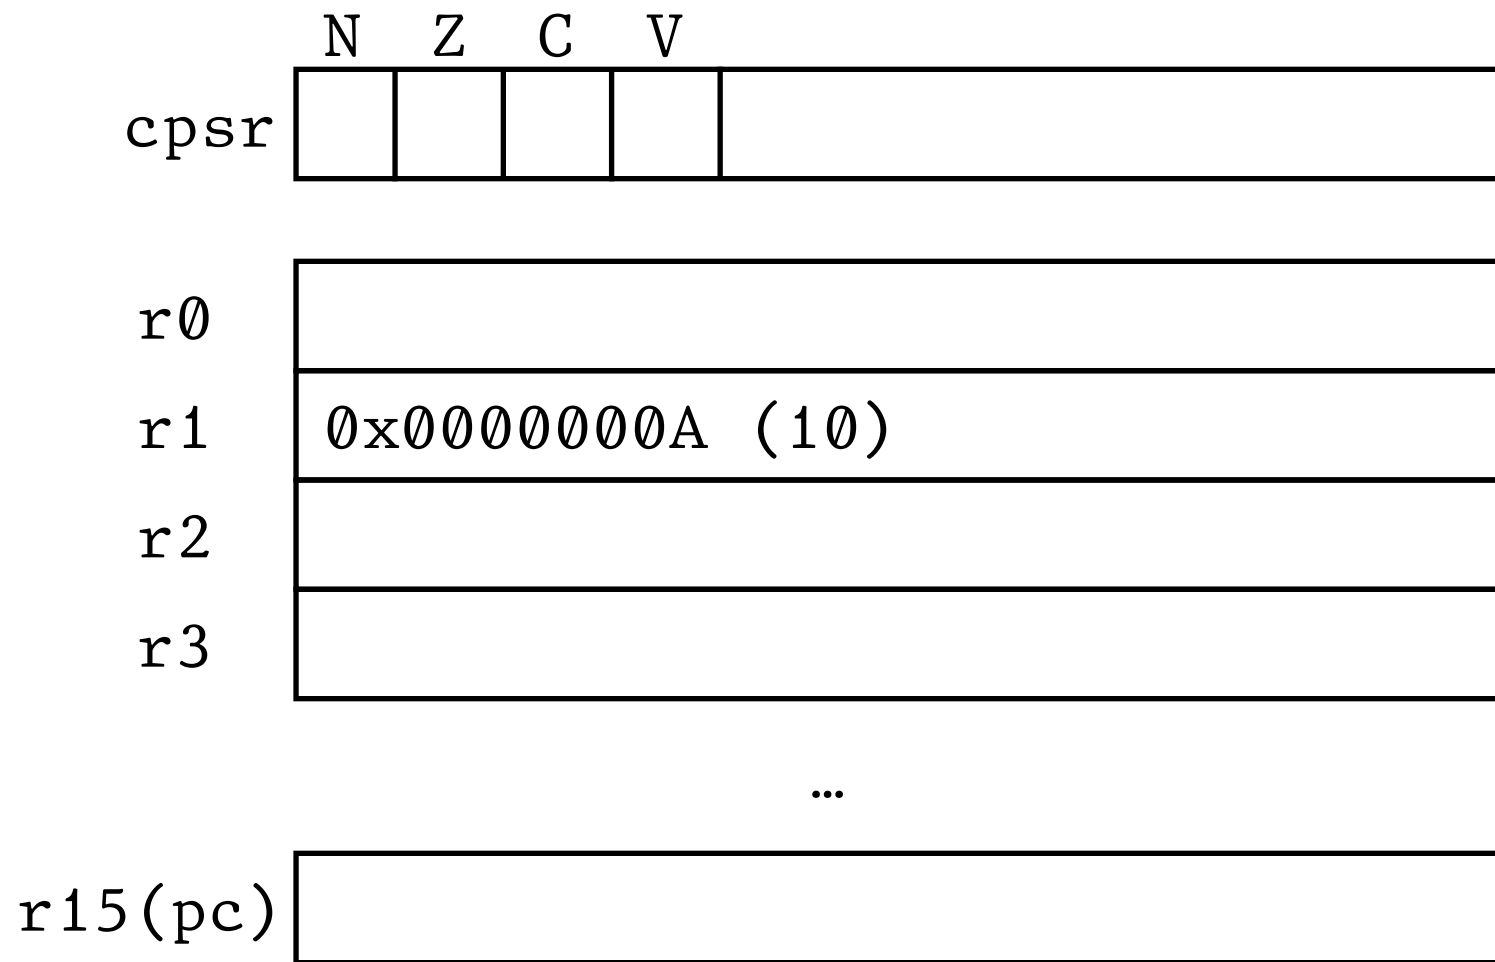 N Z C V
cpsr
r0
r1 0x0000000A (10)
r2
r3
…
r15(pc)